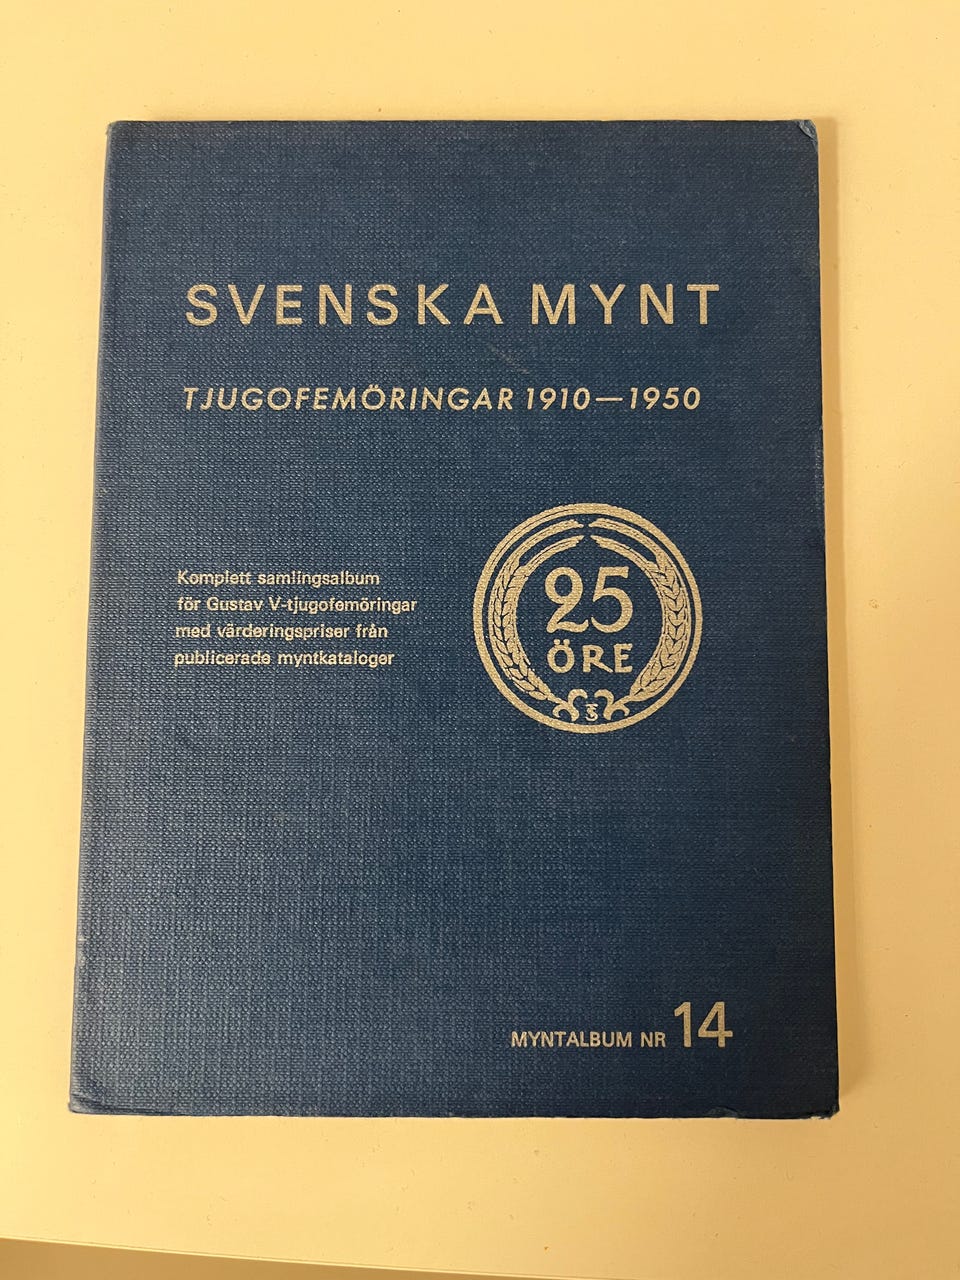 SVENSKA MYNT
TJUGOFEMÖRINGAR 1910—1950
Komplett samlingsalbum
för Gustav V-tjugofemöringar
med värderingspriser från
publicerade myntkataloger
25
ÖRE
TS
MYNTALBUM NR 14